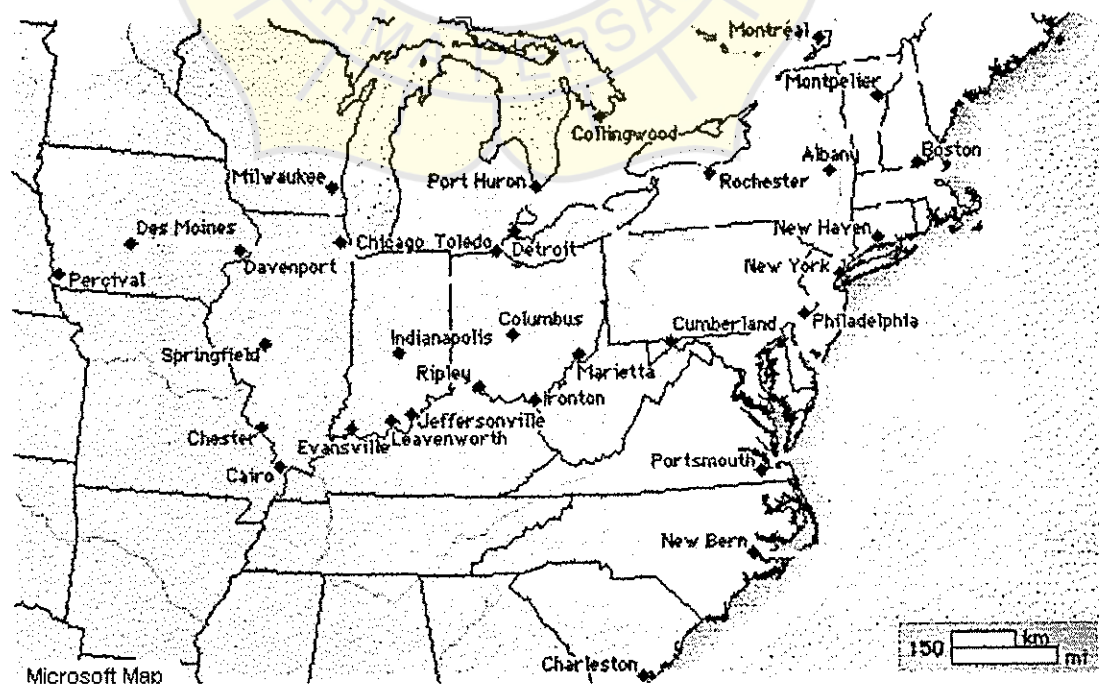 ARMA PERSA
Montréal
Montpelier
Collingwood
Albany
Boston
Milwaukee
Port Huron
Rochester
Des Moines
Chicago
Toledo
Detroit
New Haven
Davenport
New York
Percival
Columbus
Cumberland
Philadelphia
Indianapolis
Springfield
Ripley
Marietta
Ironton
Jeffersonville
Chester
Evansville
Leavenworth
Cairo
Portsmouth
New Bern
150
km
mi
Charleston
Microsoft Map